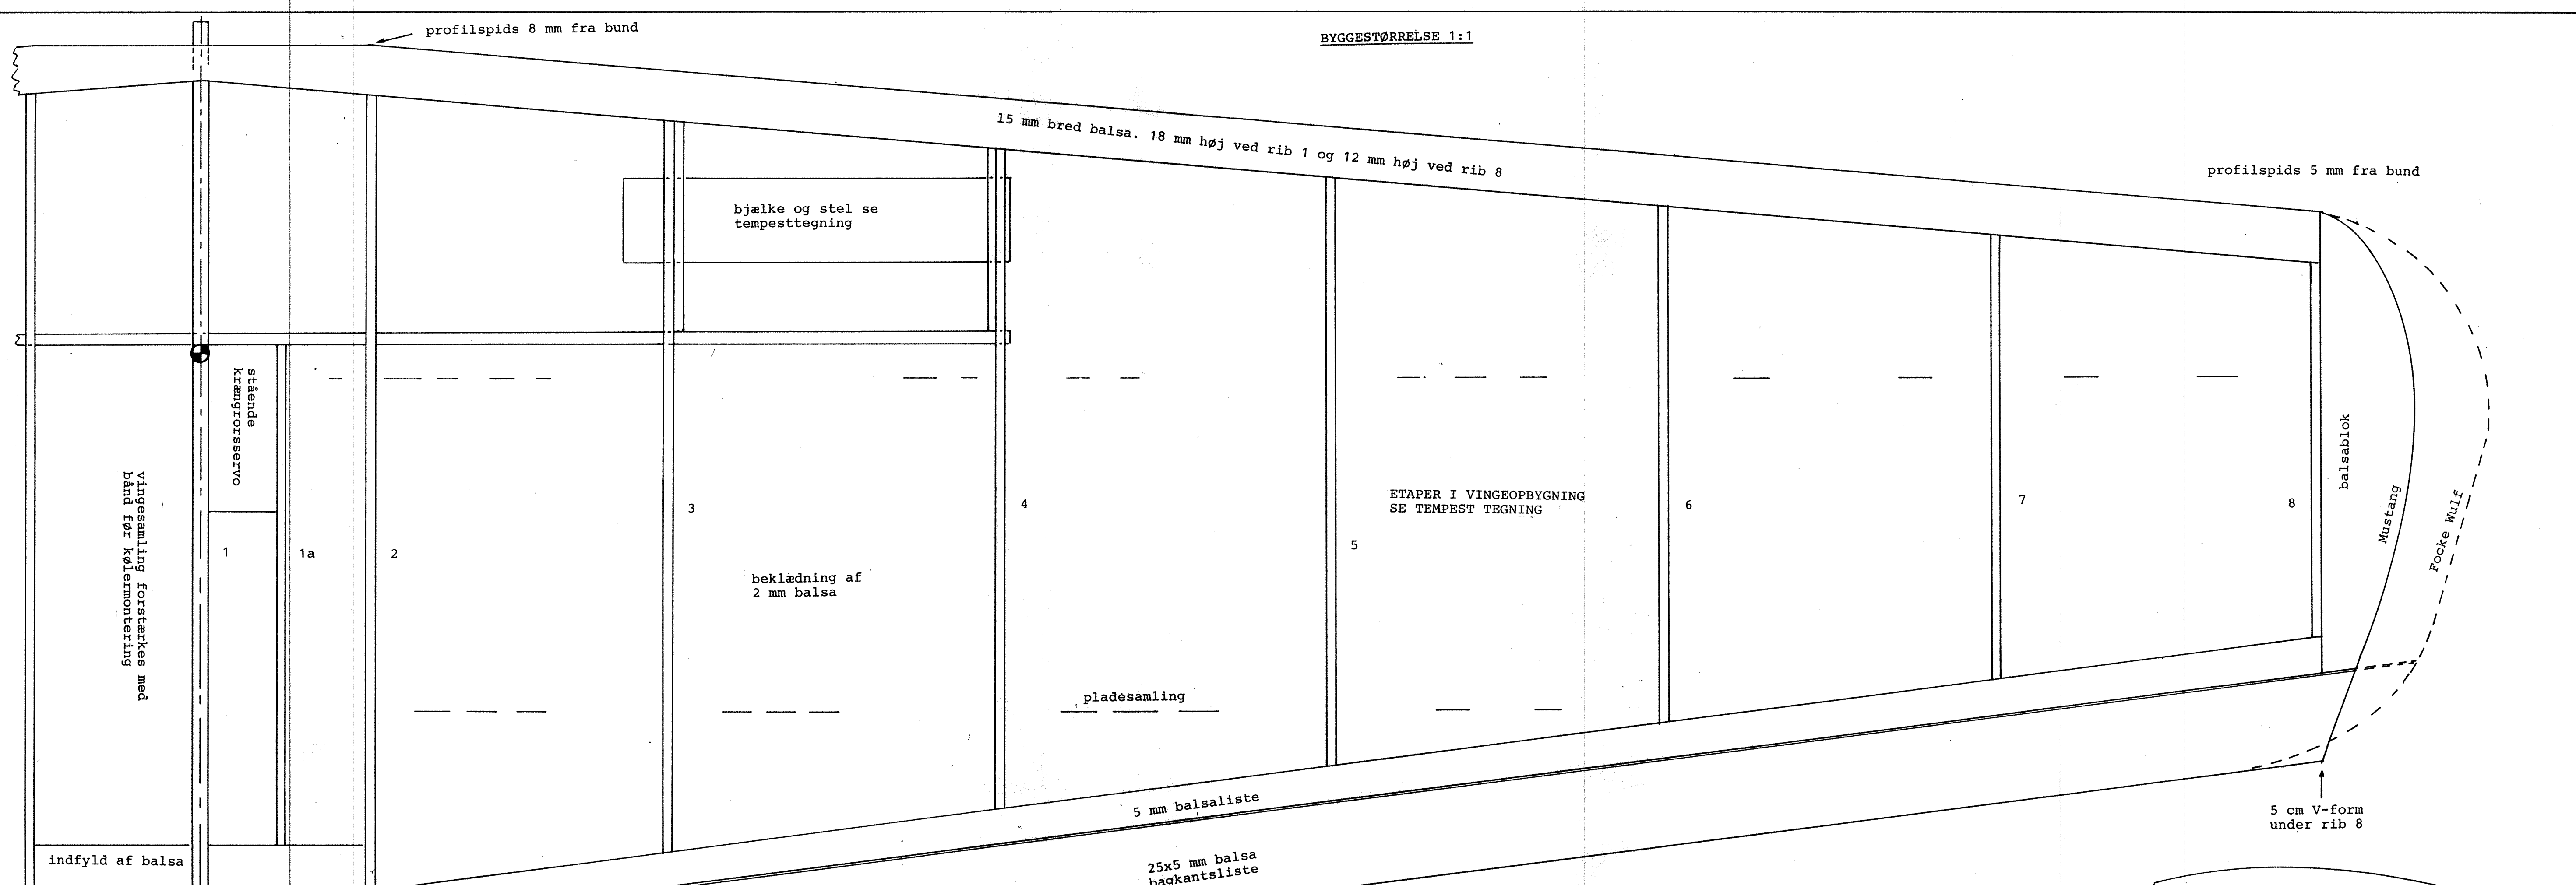 profilspids 8 mm fra bund
BYGGESTØRRELSE 1:1
15 mm bred balsa. 18 mm høj ved rib 1 og 12 mm høj ved rib 8
profilspids 5 mm fra bund
bjælke og stel se
tempesttegning
stående
krængrorsservo
vingesamling forstærkes med
bånd før kølermontering
1
1a
2
3
4
5
6
7
8
ETAPER I VINGEOPBYGNING
SE TEMPEST TEGNING
beklædning af
2 mm balsa
pladesamling
balsablok
Mustang
Focke Wulf
5 mm balsaliste
5 cm V-form
under rib 8
indfyld af balsa
25x5 mm balsa
bagkantsliste